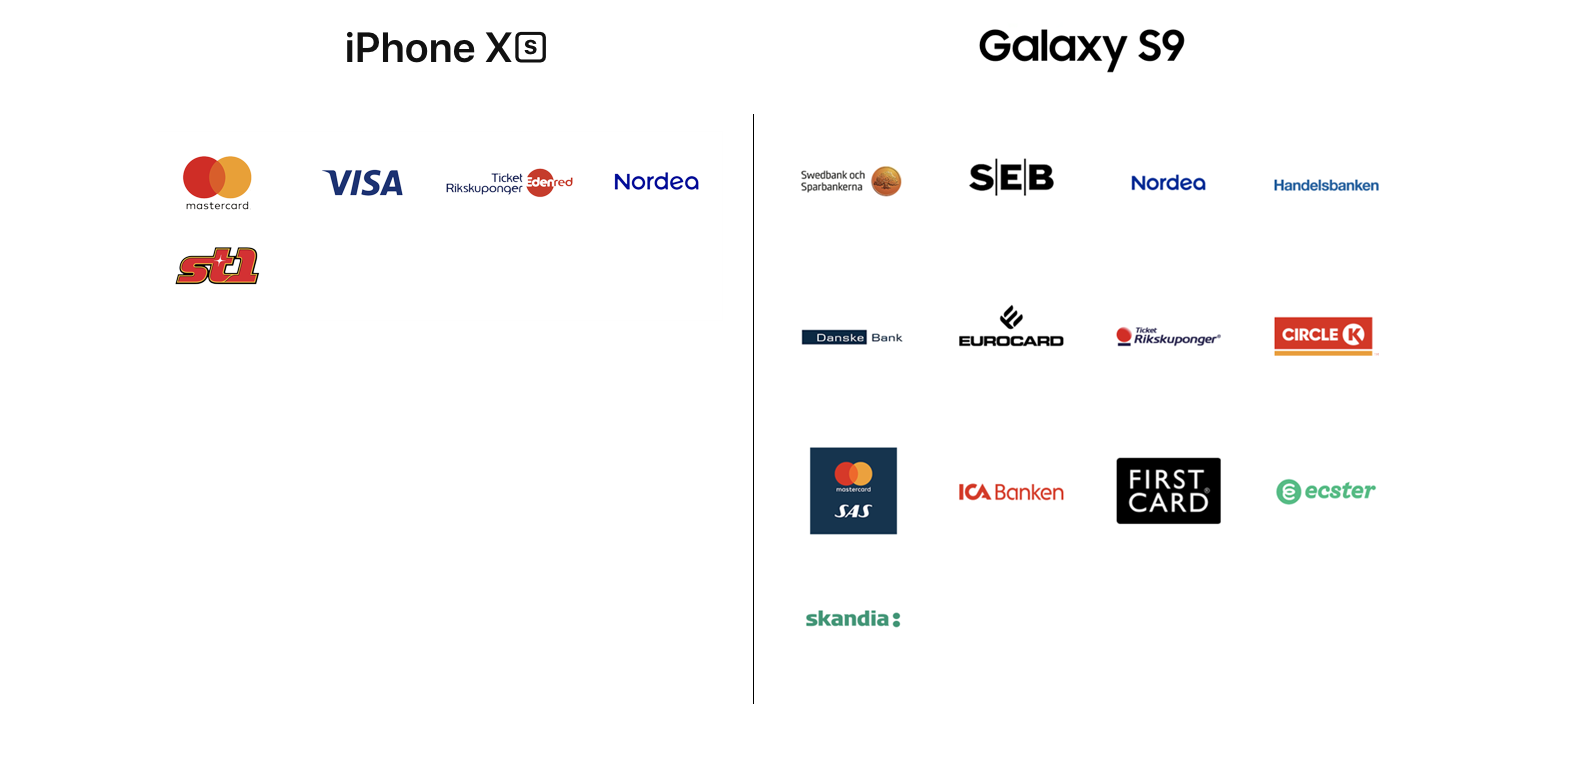 iPhone XS
Galaxy S9
mastercard
VISA
Ticket
Rikskuponger
Edenred
Nordea
st1
Swedbank och
Sparbankerna
S|E|B
Nordea
Handelsbanken
Danske Bank
EUROCARD
Ticket
Rikskuponger®
CIRCLE K
mastercard
SAS
ICA Banken
FIRST
CARD®
ecster
skandia: